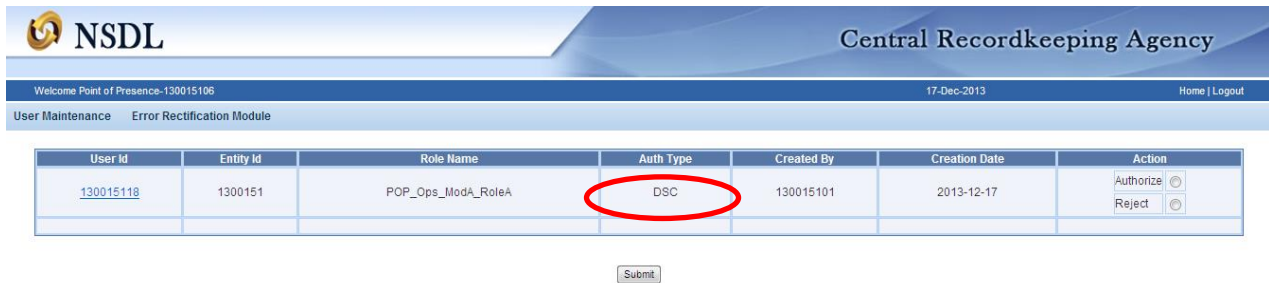 NSDL
Central Recordkeeping Agency
Welcome Point of Presence-130015106 17-Dec-2013 Home | Logout
User Maintenance Error Rectification Module
User Id Entity Id Role Name Auth Type Created By Creation Date Action
130015118 1300151 POP_Ops_ModA_RoleA DSC 130015101 2013-12-17 Authorize
Reject
Submit